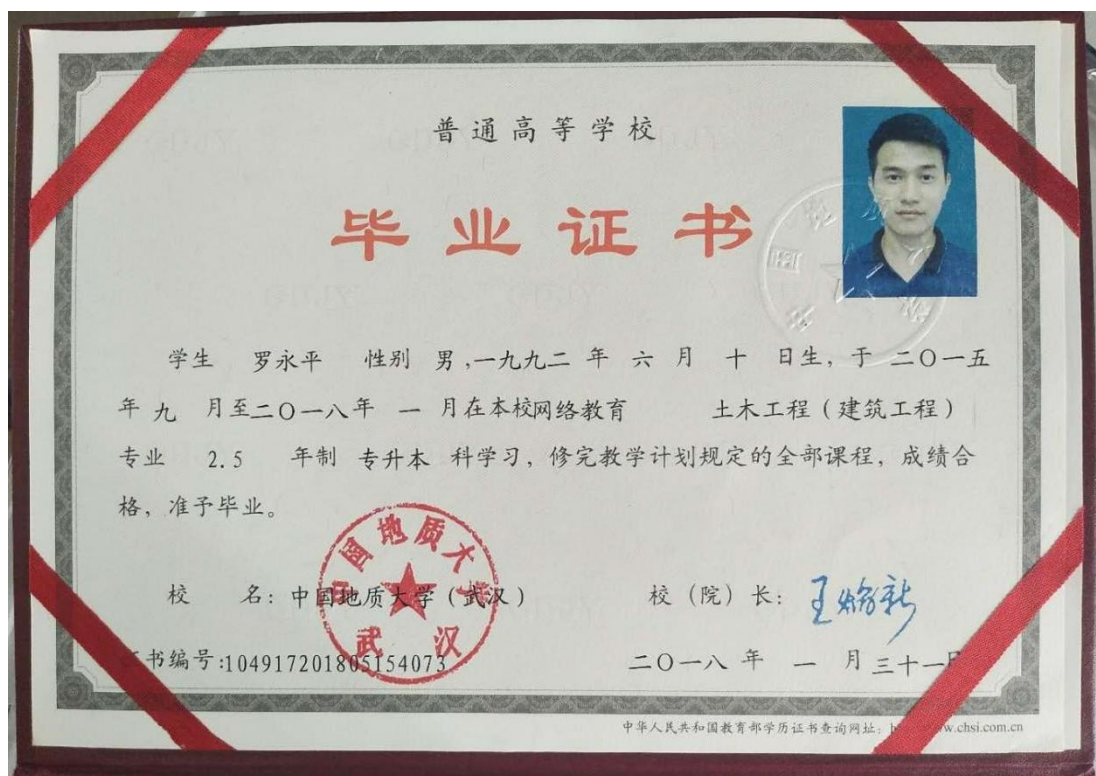 普通高等学校
毕业证书
学生 罗永平 性别 男,一九九二 年 六 月 十 日生，于 二〇一五
年 九 月至二〇一八年 一 月在本校网络教育 土木工程（建筑工程）
专业 2.5 年制 专升本 科学习，修完教学计划规定的全部课程，成绩合
格，准予毕业。
校 名：中国地质大学（武汉） 校（院）长：王焰新
中国地质大学
武汉
书编号:104917201805154073 二〇一八 年 一 月 三十一日
中华人民共和国教育部学历证书查询网址： w.chsi.com.cn